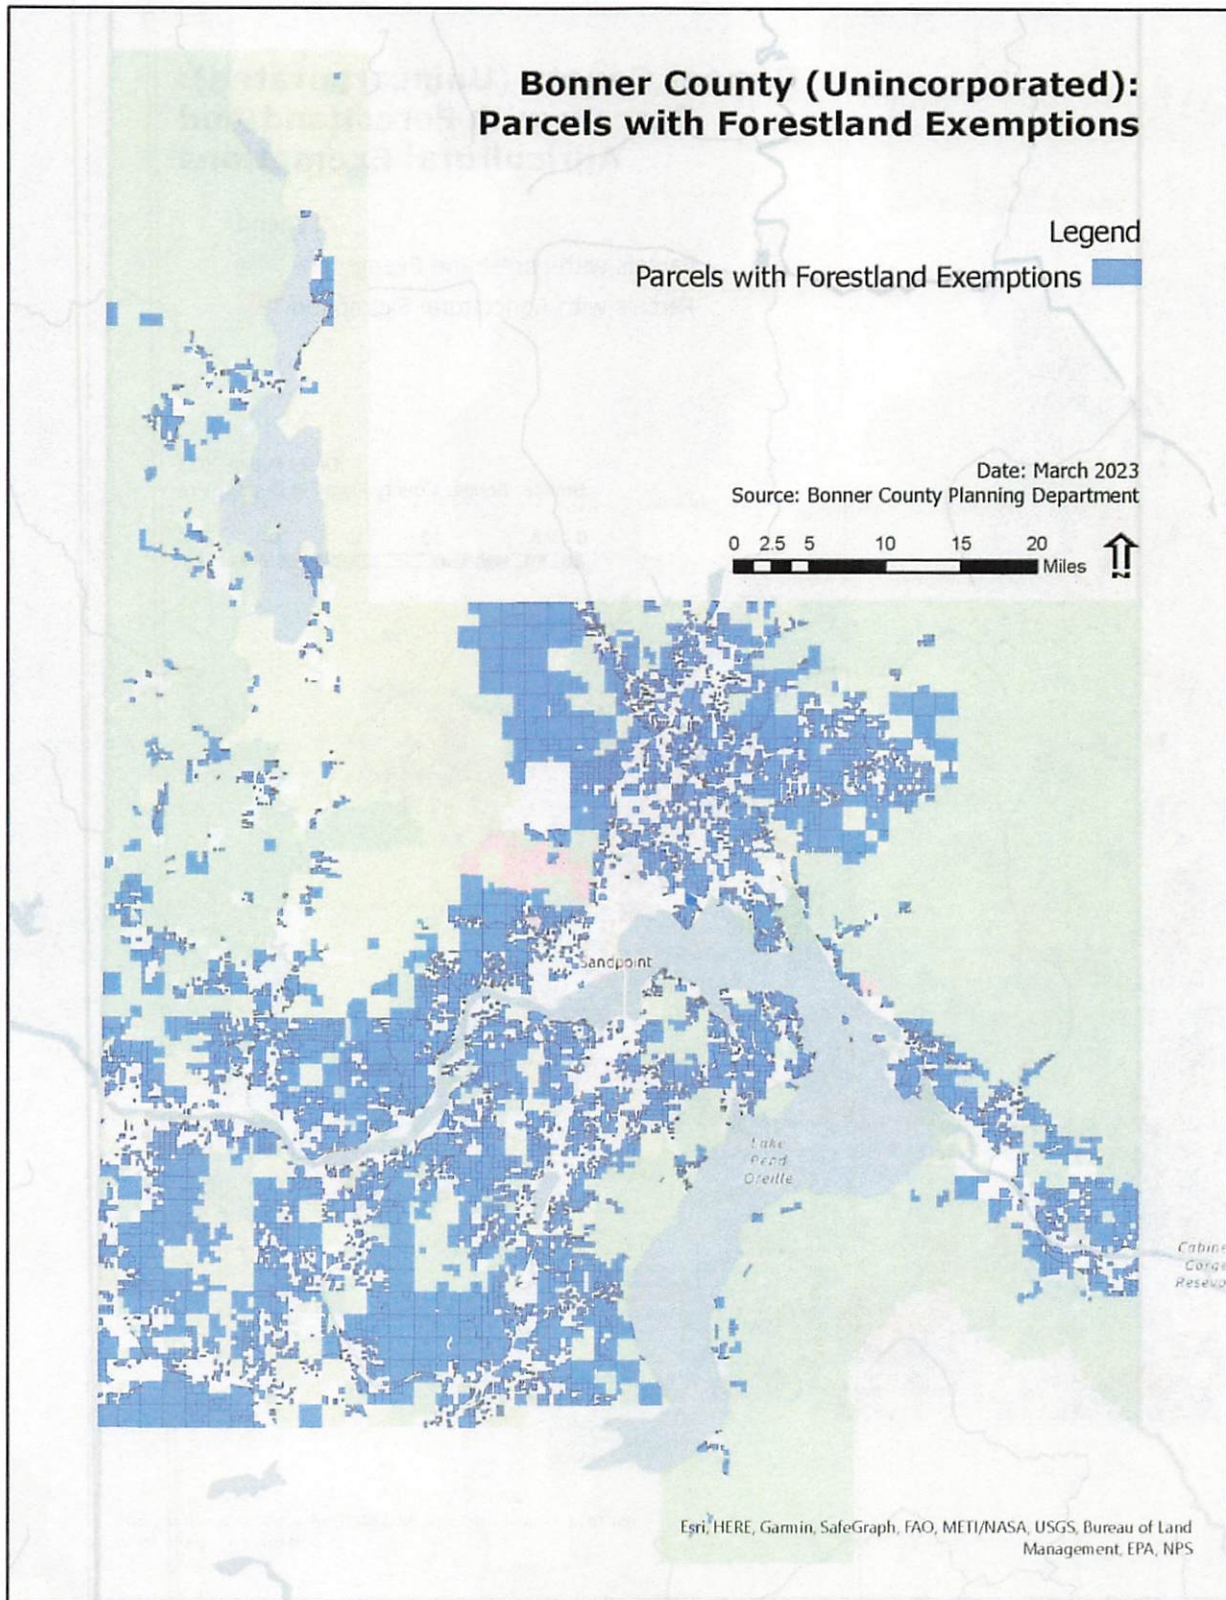 Bonner County (Unincorporated):
Parcels with Forestland Exemptions
Legend
Parcels with Forestland Exemptions
Date: March 2023
Source: Bonner County Planning Department
0 2.5 5 10 15 20
Miles
N
Sandpoint
Lake
Pend
Oreille
Esri, HERE, Garmin, SafeGraph, FAO, METI/NASA, USGS, Bureau of Land
Management, EPA, NPS